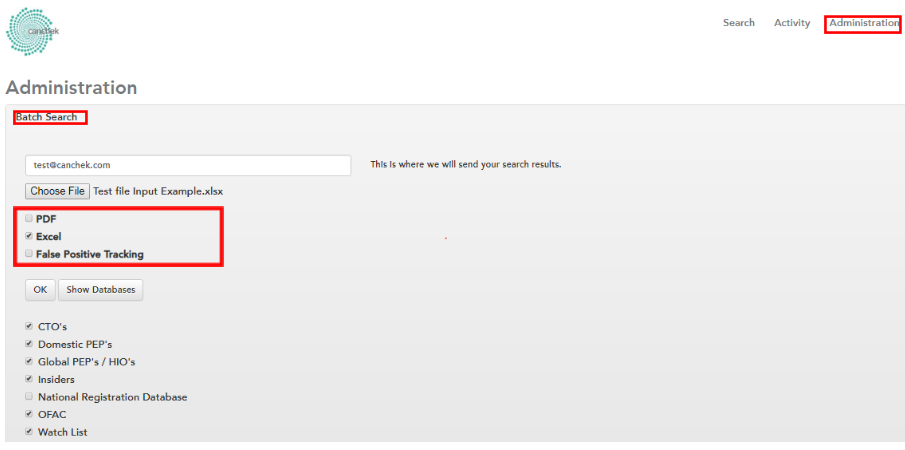 canchek
Search Activity Administration
Administration
Batch Search
test@canchek.com This is where we will send your search results.
Choose File Test file Input Example.xlsx
PDF
Excel
False Positive Tracking
OK Show Databases
CTO's
Domestic PEP's
Global PEP's / HIO's
Insiders
National Registration Database
OFAC
Watch List